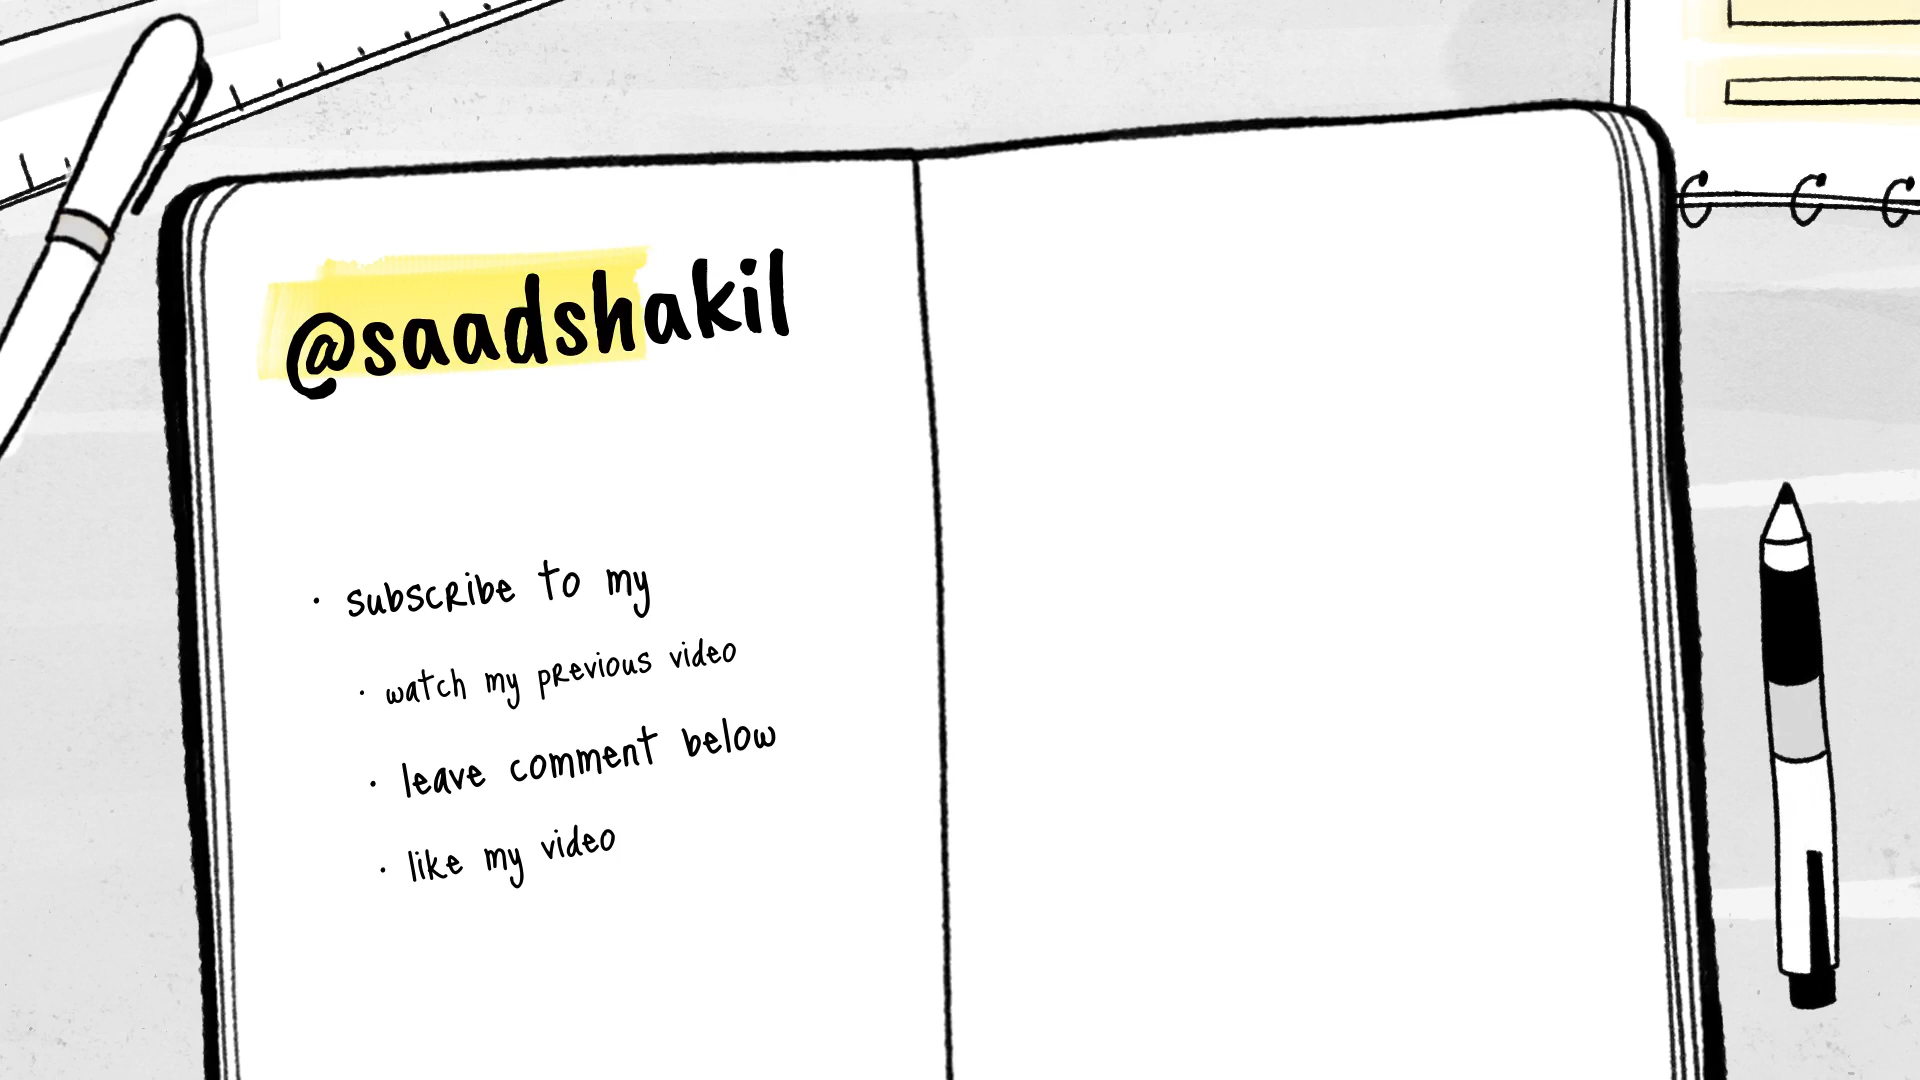 @saadshakil
· subscribe to my
· watch my previous video
· leave comment below
· like my video